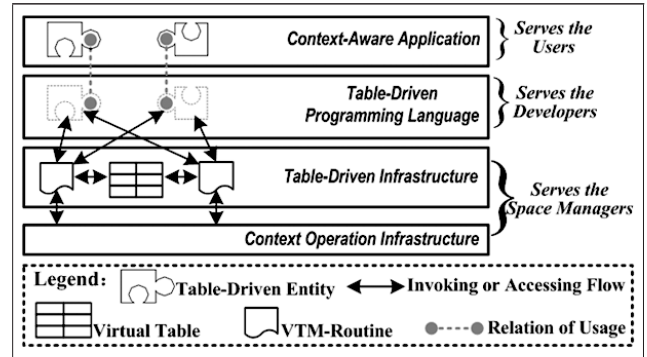 Context-Aware Application
Serves the
Users
Table-Driven
Programming Language
Serves the
Developers
Table-Driven Infrastructure
Serves the
Space Managers
Context Operation Infrastructure
Legend:
Table-Driven Entity
Invoking or Accessing Flow
Virtual Table
VTM-Routine
Relation of Usage